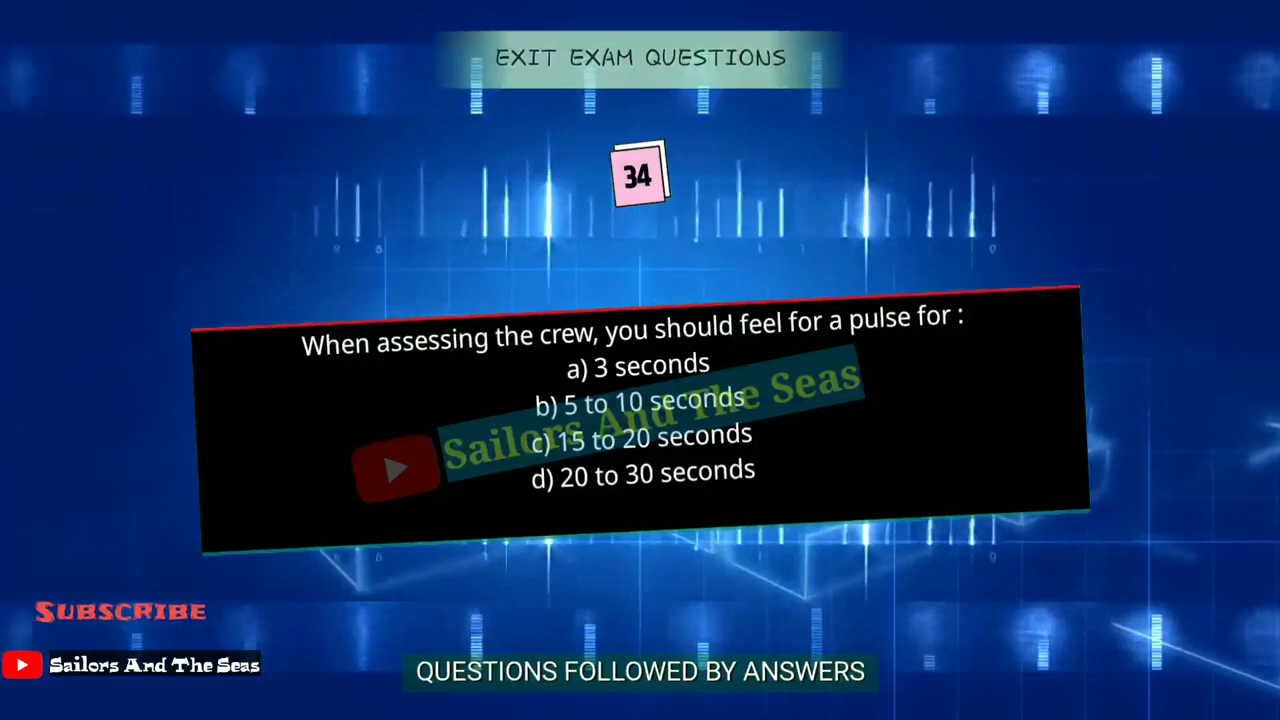 EXIT EXAM QUESTIONS
34
When assessing the crew, you should feel for a pulse for :
a) 3 seconds
b) 5 to 10 seconds
c) 15 to 20 seconds
d) 20 to 30 seconds
Sailors And The Seas
SUBSCRIBE
Sailors And The Seas
QUESTIONS FOLLOWED BY ANSWERS